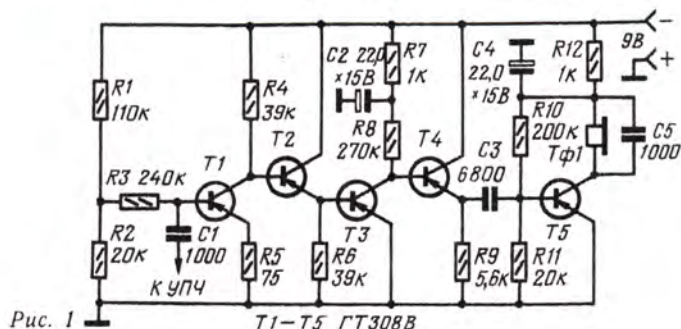 R1
110к
R4
39к
T2
C2 22,0
×15В
R7
1к
C4
22,0
×15В
R12
1к
9В
−
+
R3 240к
T1
R8
270к
T4
C3
6800
R10
200к
Тф1
C5
1000
R2
20к
C1
1000
К УПЧ
R5
75
R6
39к
T3
R9
5,6к
R11
20к
T5
Рис. 1
T1−T5 ГТ308В